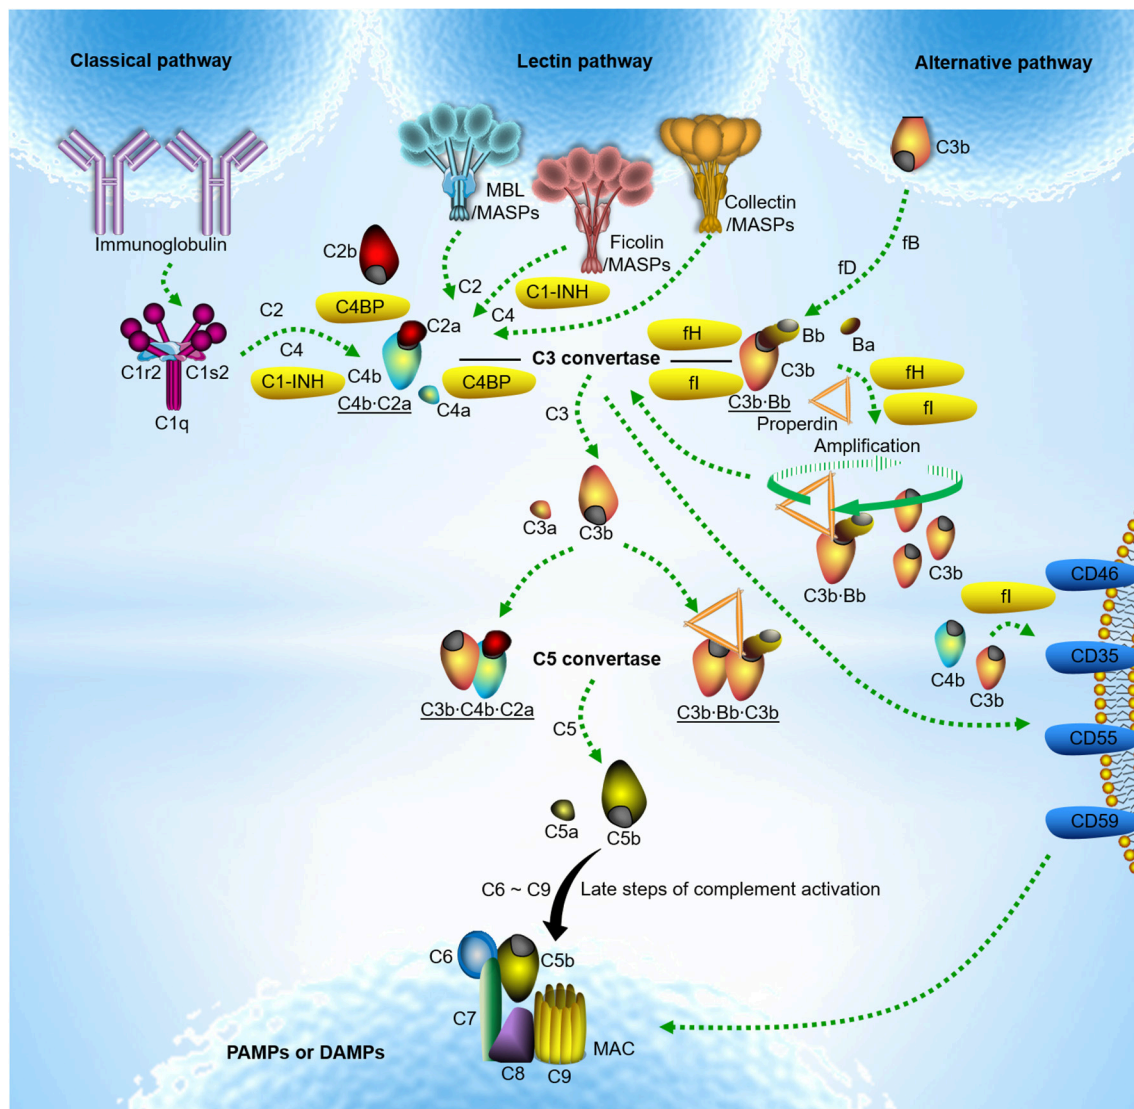 Classical pathway
Lectin pathway
Alternative pathway
C3b
MBL
/MASPs
Collectin
/MASPs
Immunoglobulin
Ficolin
/MASPs
C2b
fB
fD
C2
C1-INH
C4BP
C4
C2a
C2
C4
fH
Bb
Ba
C1r2
C1s2
C1q
C1-INH
C4b
C4b·C2a
C4a
C4BP
C3 convertase
fI
C3b
C3b·Bb
fH
fI
Properdin
Amplification
C3
C3a
C3b
C3b·Bb
C3b
CD46
fI
C4b
C3b
CD35
C5 convertase
C3b·C4b·C2a
C3b·Bb·C3b
C5
CD55
C5a
C5b
CD59
C6 ~ C9
Late steps of complement activation
C6
C5b
C7
MAC
C8
C9
PAMPs or DAMPs